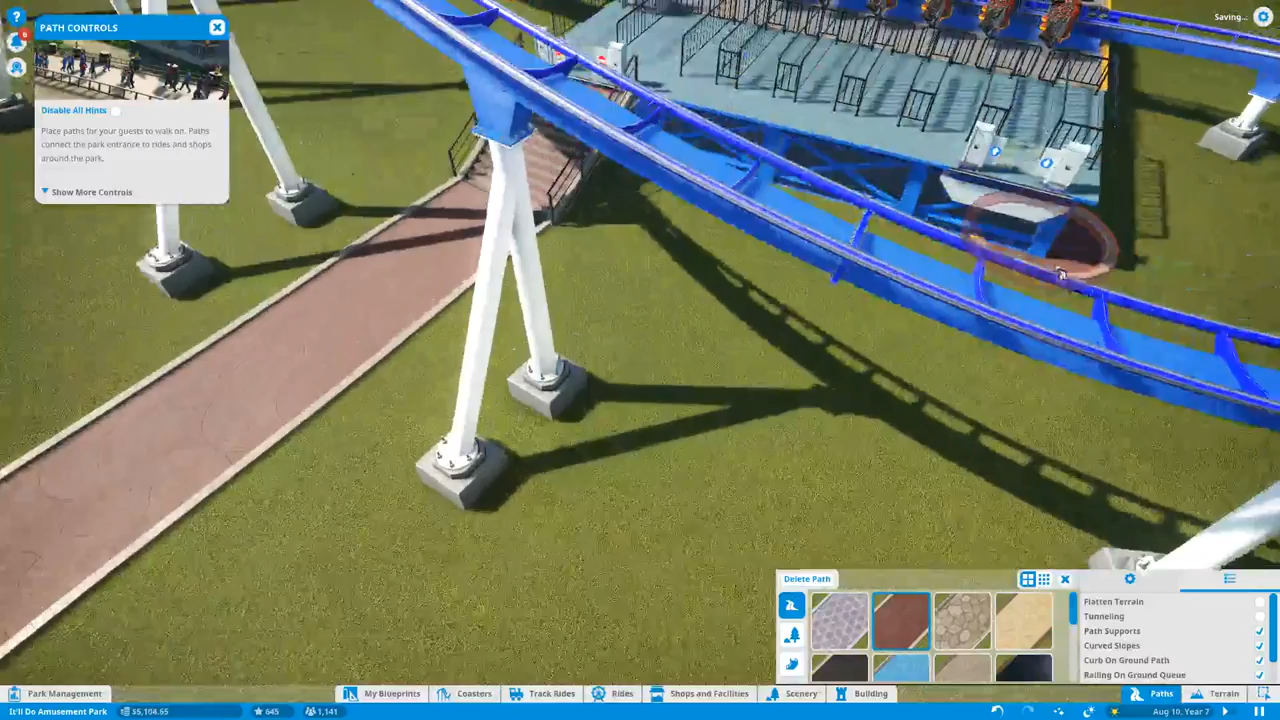 PATH CONTROLS
Saving...
Disable All Hints
Place paths for your guests to walk on. Paths
connect the park entrance to rides and shops
around the park.
Show More Controls
Delete Path
Flatten Terrain
Tunneling
Path Supports
Curved Slopes
Curb On Ground Path
Railing On Ground Queue
Park Management
My Blueprints
Coasters
Track Rides
Rides
Shops and Facilities
Scenery
Building
Paths
Terrain
It'll Do Amusement Park
645
1,141
Aug 10, Year 7